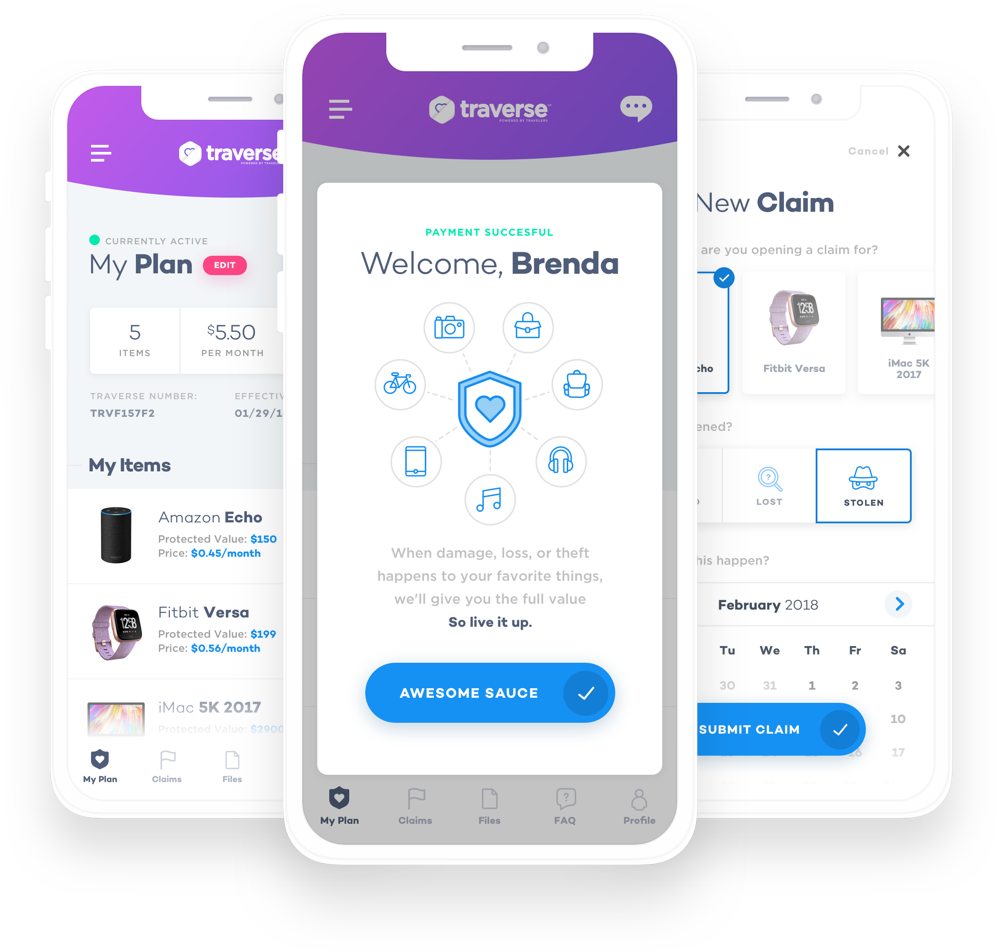 traverse
CURRENTLY ACTIVE
My Plan
EDIT
5
ITEMS
$5.50
PER MONTH
TRAVERSE NUMBER:
TRVF157F2
EFFECTIV
01/29/1
My Items
Amazon Echo
Protected Value: $150
Price: $0.45/month
Fitbit Versa
Protected Value: $199
Price: $0.56/month
iMac 5K 2017
Protected Value: $2900
My Plan
Claims
Files
traverse
POWERED BY TRAVELERS
PAYMENT SUCCESFUL
Welcome, Brenda
When damage, loss, or theft
happens to your favorite things,
we'll give you the full value
So live it up.
AWESOME SAUCE
My Plan
Claims
Files
FAQ
Profile
Cancel
New Claim
are you opening a claim for?
cho
Fitbit Versa
iMac 5K
2017
ened?
LOST
STOLEN
his happen?
February 2018
Tu We Th Fr Sa
30 31 1 2 3
10
SUBMIT CLAIM
16 17